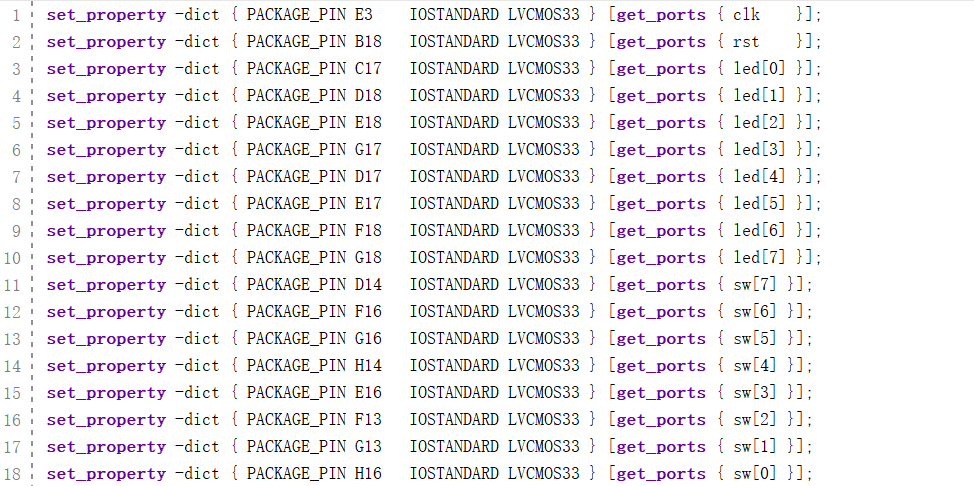 1 set_property -dict { PACKAGE_PIN E3    IOSTANDARD LVCMOS33 } [get_ports { clk    }];
2 set_property -dict { PACKAGE_PIN B18   IOSTANDARD LVCMOS33 } [get_ports { rst    }];
3 set_property -dict { PACKAGE_PIN C17   IOSTANDARD LVCMOS33 } [get_ports { led[0] }];
4 set_property -dict { PACKAGE_PIN D18   IOSTANDARD LVCMOS33 } [get_ports { led[1] }];
5 set_property -dict { PACKAGE_PIN E18   IOSTANDARD LVCMOS33 } [get_ports { led[2] }];
6 set_property -dict { PACKAGE_PIN G17   IOSTANDARD LVCMOS33 } [get_ports { led[3] }];
7 set_property -dict { PACKAGE_PIN D17   IOSTANDARD LVCMOS33 } [get_ports { led[4] }];
8 set_property -dict { PACKAGE_PIN E17   IOSTANDARD LVCMOS33 } [get_ports { led[5] }];
9 set_property -dict { PACKAGE_PIN F18   IOSTANDARD LVCMOS33 } [get_ports { led[6] }];
10 set_property -dict { PACKAGE_PIN G18   IOSTANDARD LVCMOS33 } [get_ports { led[7] }];
11 set_property -dict { PACKAGE_PIN D14   IOSTANDARD LVCMOS33 } [get_ports { sw[7] }];
12 set_property -dict { PACKAGE_PIN F16   IOSTANDARD LVCMOS33 } [get_ports { sw[6] }];
13 set_property -dict { PACKAGE_PIN G16   IOSTANDARD LVCMOS33 } [get_ports { sw[5] }];
14 set_property -dict { PACKAGE_PIN H14   IOSTANDARD LVCMOS33 } [get_ports { sw[4] }];
15 set_property -dict { PACKAGE_PIN E16   IOSTANDARD LVCMOS33 } [get_ports { sw[3] }];
16 set_property -dict { PACKAGE_PIN F13   IOSTANDARD LVCMOS33 } [get_ports { sw[2] }];
17 set_property -dict { PACKAGE_PIN G13   IOSTANDARD LVCMOS33 } [get_ports { sw[1] }];
18 set_property -dict { PACKAGE_PIN H16   IOSTANDARD LVCMOS33 } [get_ports { sw[0] }];